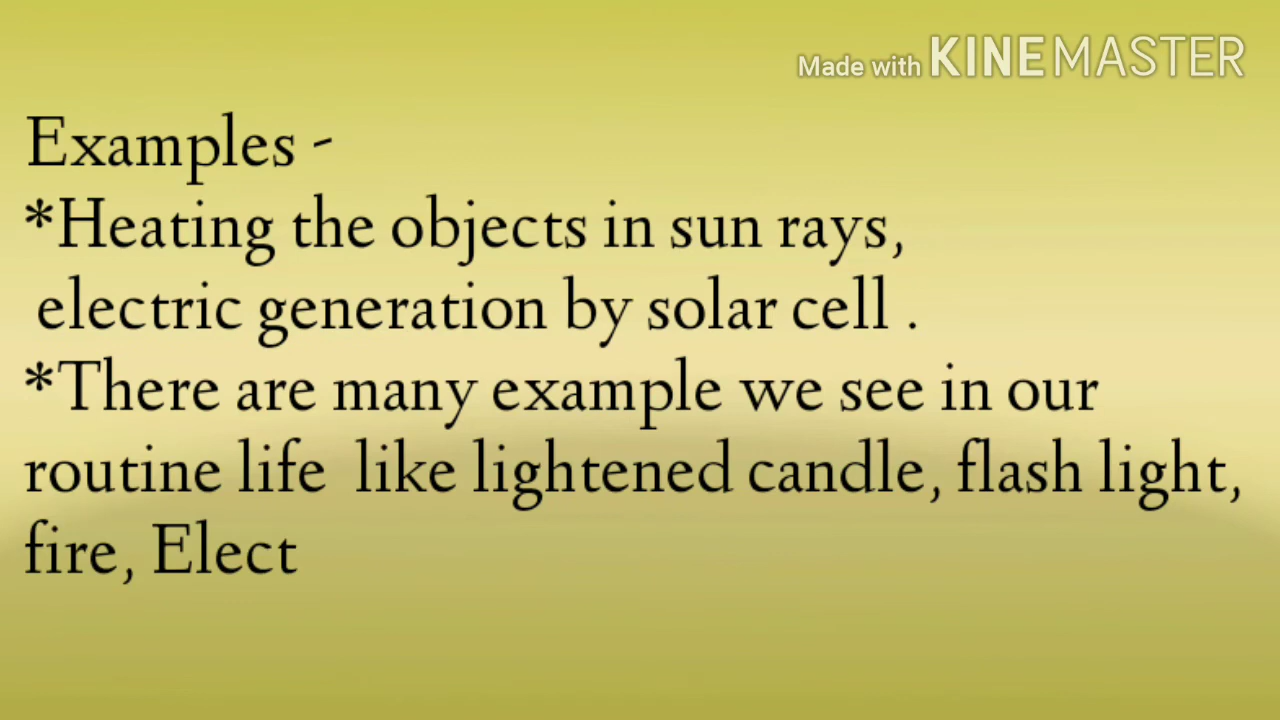 Made with KINEMASTER
Examples -
*Heating the objects in sun rays,
electric generation by solar cell .
*There are many example we see in our
routine life like lightened candle, flash light,
fire, Elect